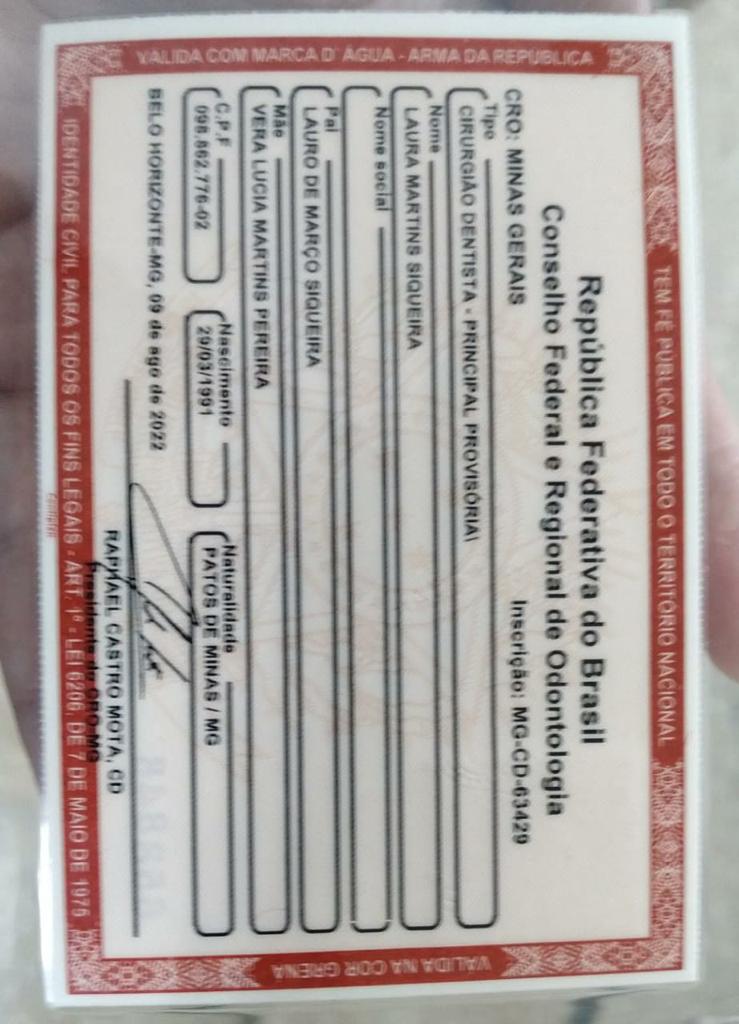 TEM FÉ PÚBLICA EM TODO O TERRITÓRIO NACIONAL
República Federativa do Brasil
Conselho Federal e Regional de Odontologia
CRO: MINAS GERAIS Inscrição: MG-CD-63429
Tipo
CIRURGIÃO DENTISTA - PRINCIPAL PROVISÓRIA
Nome
LAURA MARTINS SIQUEIRA
Nome social
Pai
LAURO DE MARÇO SIQUEIRA
Mãe
VERA LUCIA MARTINS PEREIRA
C.P.F Nascimento Naturalidade
098.862.776-02 29/03/1991 PATOS DE MINAS / MG
BELO HORIZONTE-MG, 09 de ago de 2022
RAPHAEL CASTRO MOTA, CD
Presidente do CRO-MG
IDENTIDADE CIVIL PARA TODOS OS FINS LEGAIS - ART. 1º - LEI 6206, DE 7 DE MAIO DE 1975
VÁLIDA COM MARCA D' ÁGUA - ARMA DA REPÚBLICA
VÁLIDA NA COR GRENÁ